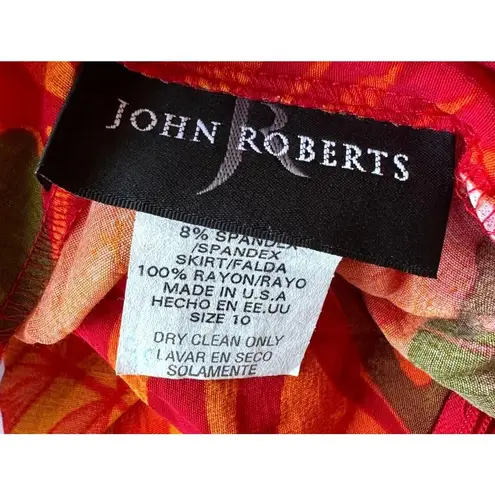 JOHN ROBERTS
JR
8% SPANDEX
/SPANDEX
SKIRT/FALDA
100% RAYON/RAYO
MADE IN U.S.A
HECHO EN EE.UU
SIZE 10
DRY CLEAN ONLY
LAVAR EN SECO
SOLAMENTE